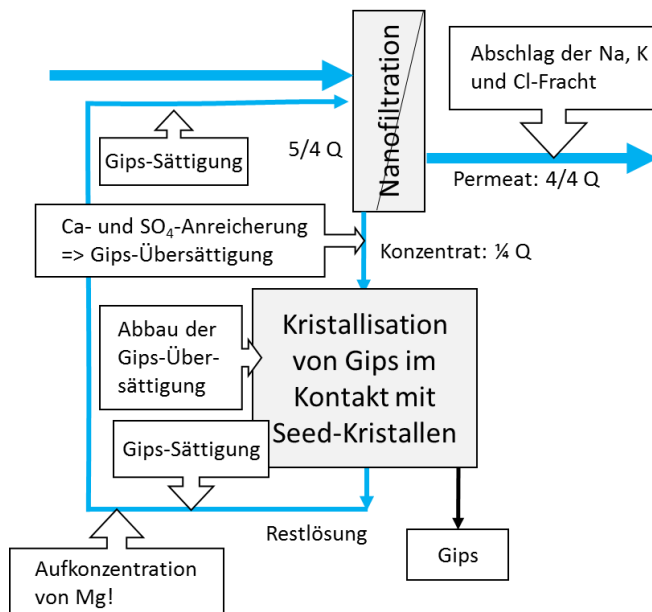 Abschlag der Na, K
und Cl-Fracht
Nanofiltration
Gips-Sättigung
5/4 Q
Permeat: 4/4 Q
Ca- und SO₄-Anreicherung
=> Gips-Übersättigung
Konzentrat: ¼ Q
Abbau der
Gips-Über-
sättigung
Kristallisation
von Gips im
Kontakt mit
Seed-Kristallen
Gips-Sättigung
Restlösung
Gips
Aufkonzentration
von Mg!